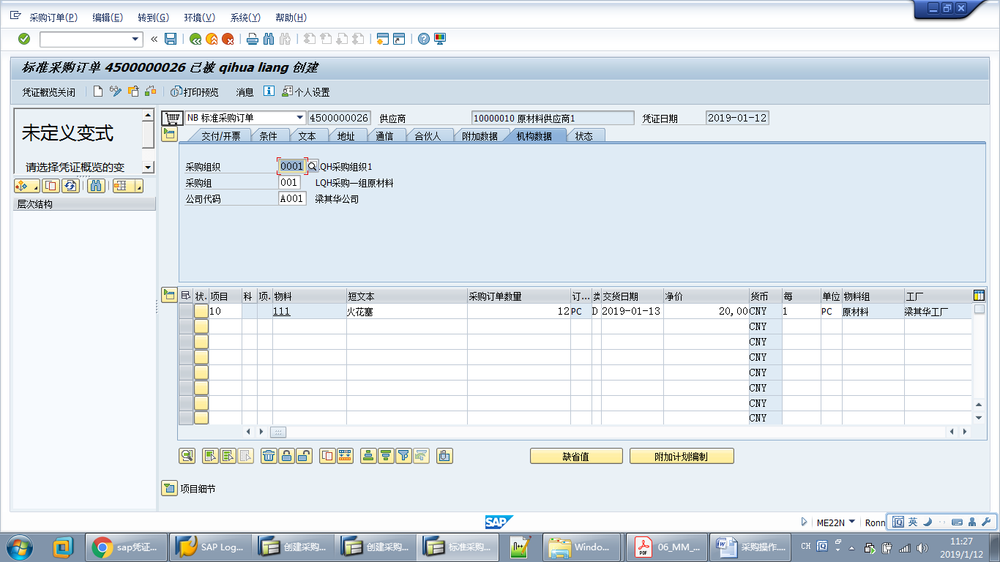 采购订单(P) 编辑(E) 转到(G) 环境(V) 系统(Y) 帮助(H)
标准采购订单 4500000026 已被 qihua liang 创建
凭证概览关闭 打印预览 消息 个人设置
未定义变式
请选择凭证概览的变
层次结构
NB 标准采购订单 4500000026 供应商 10000010 原材料供应商1 凭证日期 2019-01-12
交付/开票 条件 文本 地址 通信 合伙人 附加数据 机构数据 状态
采购组织 0001 QH采购组织1
采购组 001 LQH采购一组原材料
公司代码 A001 梁其华公司
状. 项目 科 项. 物料 短文本 采购订单数量 订... 类 交货日期 净价 货币 每 单位 物料组 工厂
10 111 火花塞 12 PC D 2019-01-13 20,00 CNY 1 PC 原材料 梁其华工厂
CNY
CNY
CNY
CNY
CNY
CNY
CNY
缺省值 附加计划编制
项目细节
SAP
ME22N Ronn 英
sap凭证... SAP Log... 创建采购... 创建采购... 标准采购... Windo... 06_MM_... 采购操作.... CH
11:27
2019/1/12